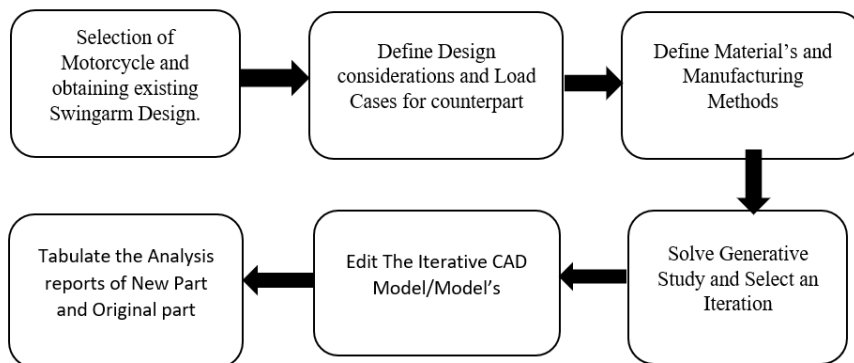 Selection of
Motorcycle and
obtaining existing
Swingarm Design.
Define Design
considerations and Load
Cases for counterpart
Define Material’s and
Manufacturing
Methods
Solve Generative
Study and Select an
Iteration
Edit The Iterative CAD
Model/Model’s
Tabulate the Analysis
reports of New Part
and Original part